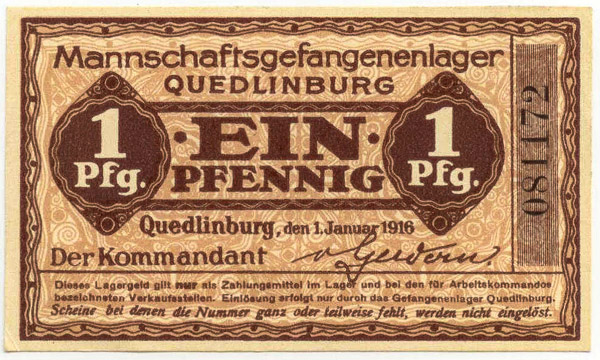 Mannschaftsgefangenenlager
QUEDLINBURG
1 Pfg.
·EIN·
PFENNIG
1 Pfg.
081172
Quedlinburg, den 1. Januar 1916
Der Kommandant
Dieses Lagergeld gilt nur als Zahlungsmittel im Lager und bei den für Arbeitskommandos
bezeichneten Verkaufsstellen. Einlösung erfolgt nur durch das Gefangenenlager Quedlinburg.
Scheine bei denen die Nummer ganz oder teilweise fehlt, werden nicht eingelöst.